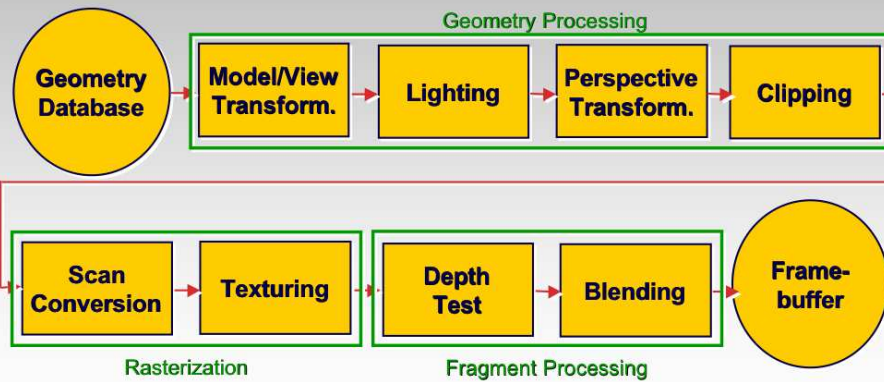 Geometry Processing
Geometry
Database
Model/View
Transform.
Lighting
Perspective
Transform.
Clipping
Scan
Conversion
Texturing
Depth
Test
Blending
Frame-
buffer
Rasterization
Fragment Processing